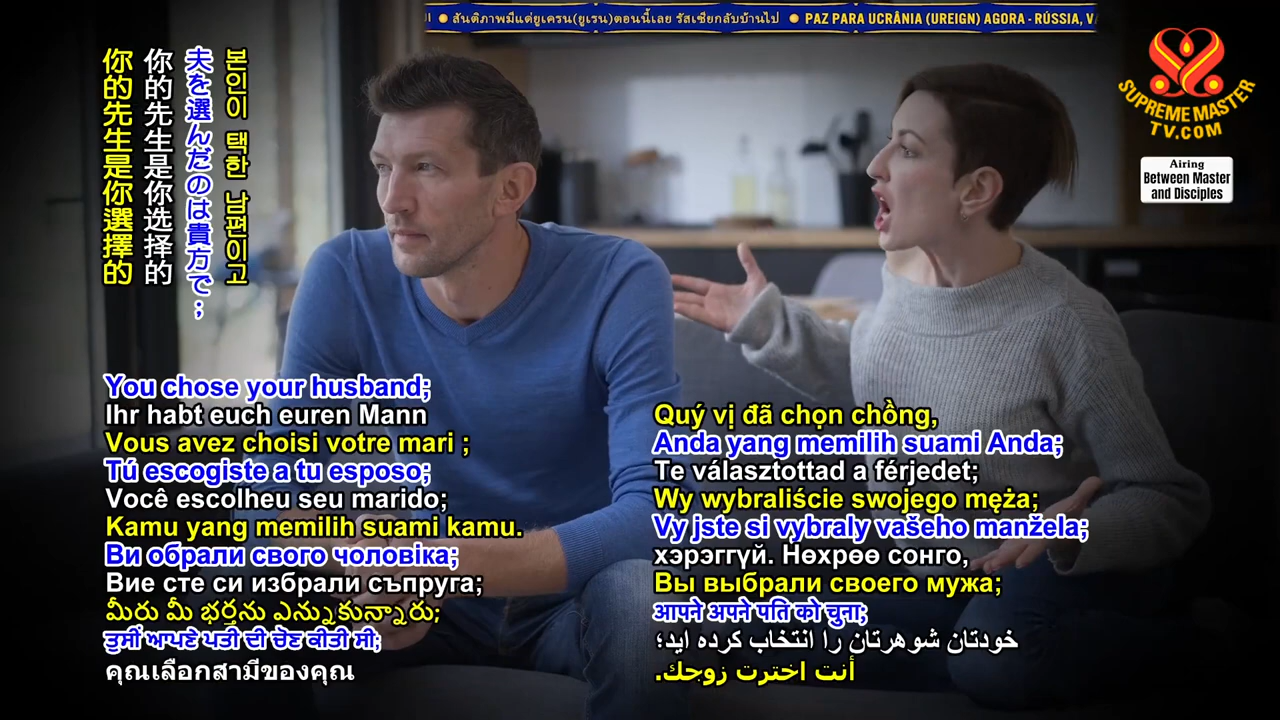 สันติภาพมีแด่ยูเครน(ยูเรน)ตอนนี้เลย รัสเซียกลับบ้านไป ● PAZ PARA UCRÂNIA (UREIGN) AGORA - RÚSSIA,
SUPREME MASTER
TV.COM
Airing
Between Master
and Disciples
你的先生是你選擇的
你的先生是你选择的
夫を選んだのは貴方で；
본인이 택한 남편이고
You chose your husband;
Ihr habt euch euren Mann
Vous avez choisi votre mari ;
Tú escogiste a tu esposo;
Você escolheu seu marido;
Kamu yang memilih suami kamu.
Ви обрали свого чоловіка;
Вие сте си избрали съпруга;
మీరు మీ భర్తను ఎన్నుకున్నారు;
ਤੁਸੀਂ ਆਪਣੇ ਪਤੀ ਦੀ ਚੋਣ ਕੀਤੀ ਸੀ;
คุณเลือกสามีของคุณ
Quý vị đã chọn chồng,
Anda yang memilih suami Anda;
Te választottad a férjedet;
Wy wybraliście swojego męża;
Vy jste si vybraly vašeho manžela;
хэрэггүй. Нөхрөө сонго,
Вы выбрали своего мужа;
आपने अपने पति को चुना;
خودتان شوهرتان را انتخاب کرده اید؛
أنت اخترت زوجك.